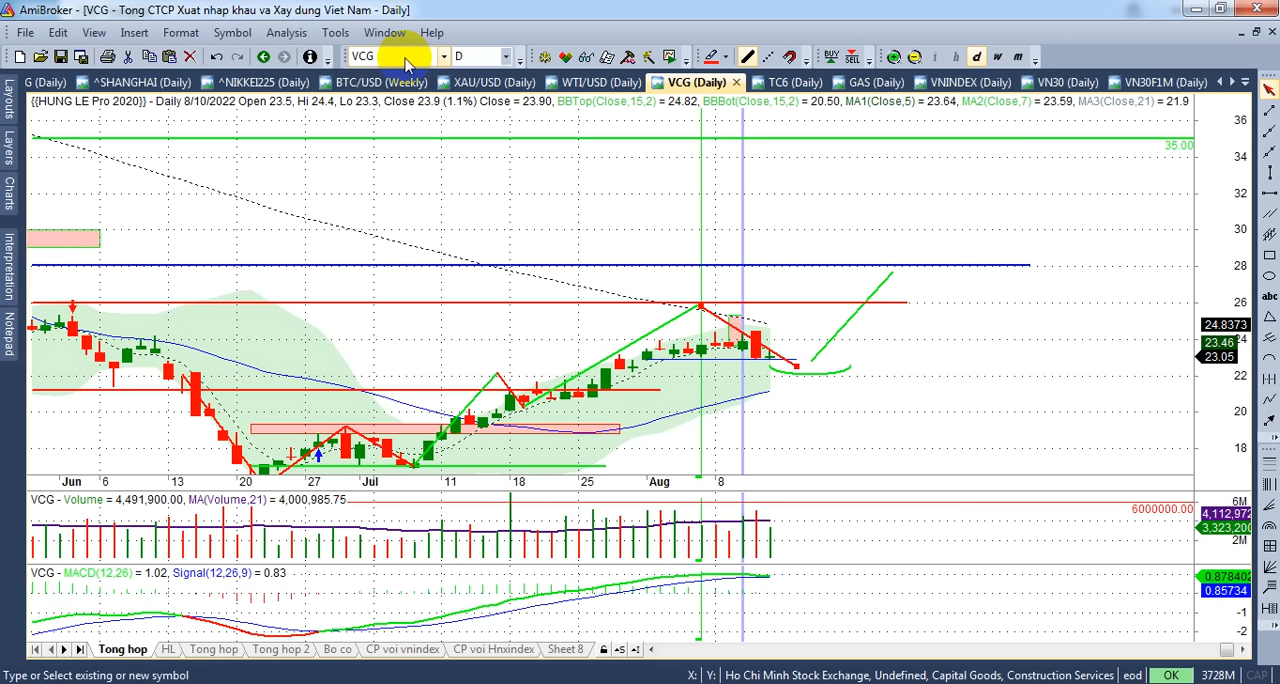 AmiBroker - [VCG - Tong CTCP Xuat nhap khau va Xay dung Viet Nam - Daily]
File Edit View Insert Format Symbol Analysis Tools Window Help
VCG D BUY SELL i h d w m
G (Daily) ^SHANGHAI (Daily) ^NIKKEI225 (Daily) BTC/USD (Weekly) XAU/USD (Daily) WTI/USD (Daily) VCG (Daily) TC6 (Daily) GAS (Daily) VNINDEX (Daily) VN30 (Daily) VN30F1M (Daily)
{{HUNG LE Pro 2020}} - Daily 8/10/2022 Open 23.5, Hi 24.4, Lo 23.3, Close 23.9 (1.1%) Close = 23.90, BBTop(Close,15,2) = 24.82, BBBot(Close,15,2) = 20.50, MA1(Close,5) = 23.64, MA2(Close,7) = 23.59, MA3(Close,21) = 21.9
Layouts
Layers
Charts
Interpretation
Notepad
abc
36
35.00
34
32
30
28
26
24.8373
23.46
23.05
22
20
18
Jun 6 13 20 27 Jul 11 18 25 Aug 8
VCG - Volume = 4,491,900.00, MA(Volume,21) = 4,000,985.75
6M
6000000.00
4,112,972
3,323,200
2M
VCG - MACD(12,26) = 1.02, Signal(12,26,9) = 0.83
0.878402
0.85734
-1
-2
Tong hop HL Tong hop Tong hop 2 Bo co CP voi vnindex CP voi Hnxindex Sheet 8
Type or Select existing or new symbol X: Y: Ho Chi Minh Stock Exchange, Undefined, Capital Goods, Construction Services eod OK 3728M CAP